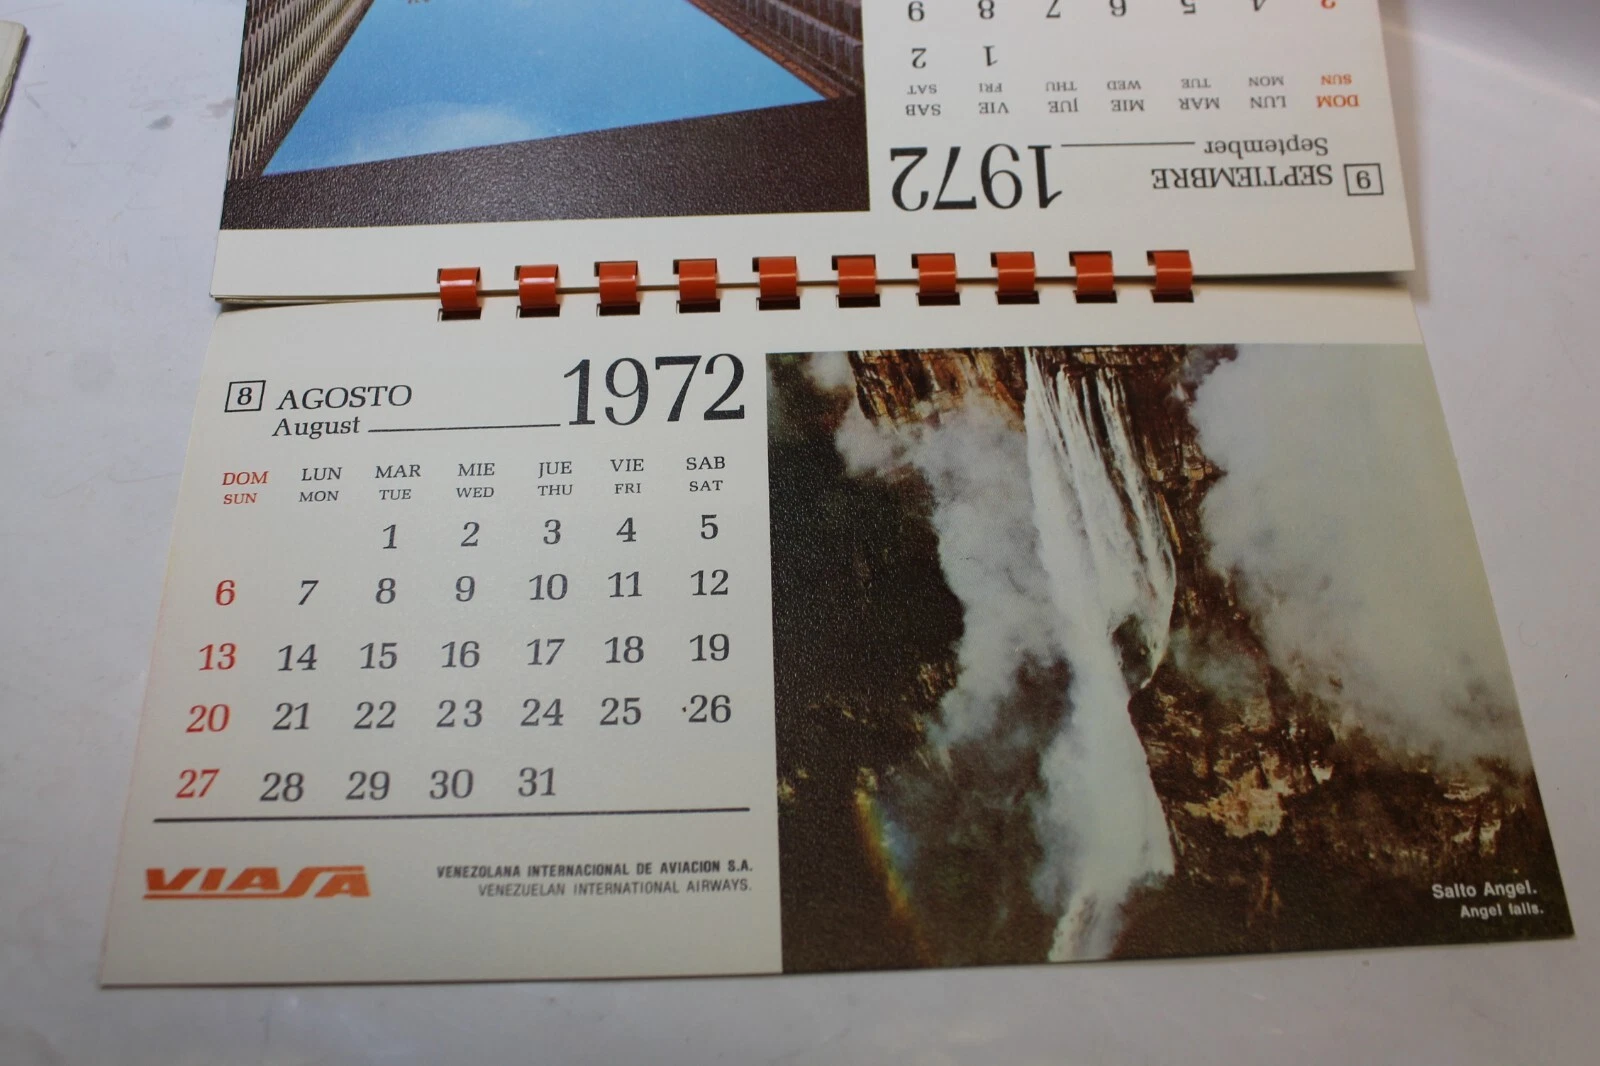 9 8 7 6 5 4 3
2 1
SAT FRI THU WED TUE MON SUN
SAB VIE JUE MIE MAR LUN DOM
September
1972
SEPTIEMBRE 9
8 AGOSTO 1972
August
DOM LUN MAR MIE JUE VIE SAB
SUN MON TUE WED THU FRI SAT
1 2 3 4 5
6 7 8 9 10 11 12
13 14 15 16 17 18 19
20 21 22 23 24 25 26
27 28 29 30 31
VIASA
VENEZOLANA INTERNACIONAL DE AVIACION S.A.
VENEZUELAN INTERNATIONAL AIRWAYS.
Salto Angel.
Angel falls.